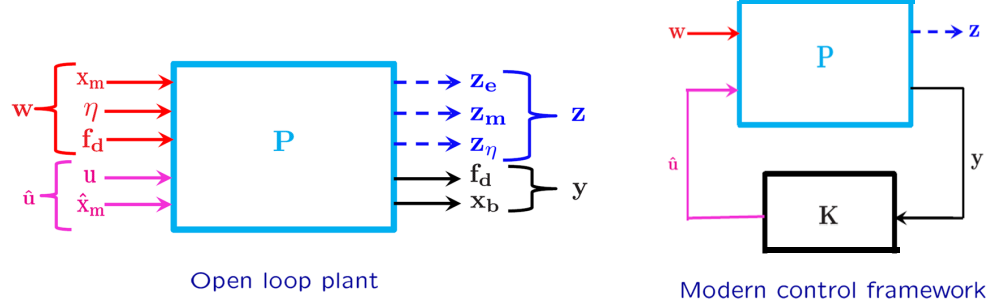 w
x_m
η
f_d
û
u
x̂_m
P
z_e
z_m
z_η
z
f_d
x_b
y
Open loop plant
w
P
z
û
y
K
Modern control framework